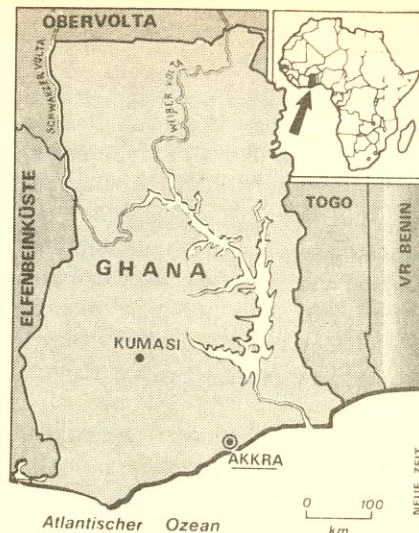 OBERVOLTA
SCHWARZER VOLTA
WEIßER VOLTA
ELFENBEINKÜSTE
TOGO
VR BENIN
GHANA
KUMASI
AKKRA
NEUE ZEIT
0 100
km
Atlantischer Ozean